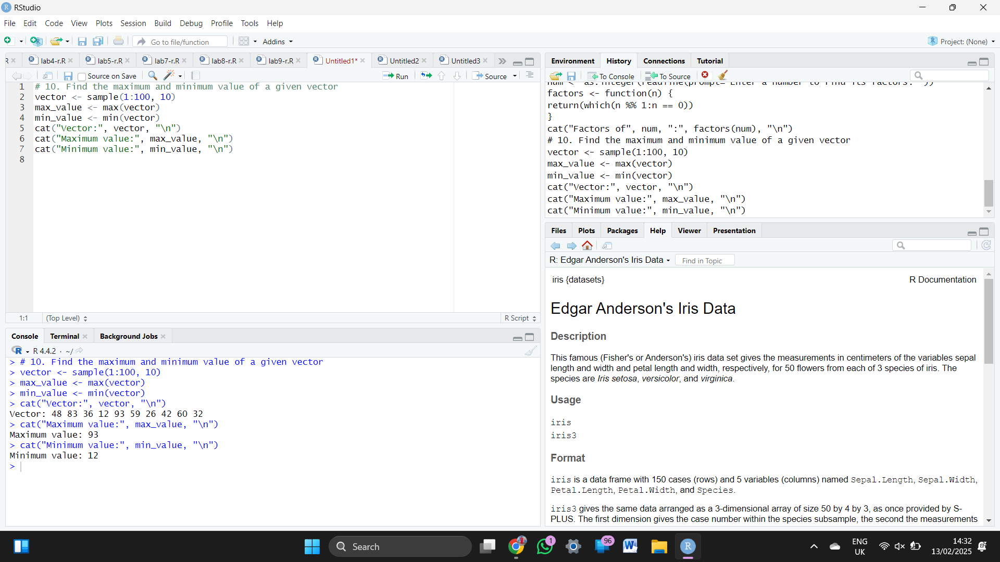 RStudio
File Edit Code View Plots Session Build Debug Profile Tools Help
Go to file/function Addins Project: (None)
R lab4-r.R lab5-r.R lab7-r.R lab8-r.R lab9-r.R Untitled1* Untitled2 Untitled3
Source on Save Run Source
1 # 10. Find the maximum and minimum value of a given vector
2 vector <- sample(1:100, 10)
3 max_value <- max(vector)
4 min_value <- min(vector)
5 cat("Vector:", vector, "\n")
6 cat("Maximum value:", max_value, "\n")
7 cat("Minimum value:", min_value, "\n")
8
1:1 (Top Level) R Script
Console Terminal Background Jobs
R R 4.4.2 · ~/
> # 10. Find the maximum and minimum value of a given vector
> vector <- sample(1:100, 10)
> max_value <- max(vector)
> min_value <- min(vector)
> cat("Vector:", vector, "\n")
Vector: 48 83 36 12 93 59 26 42 60 32
> cat("Maximum value:", max_value, "\n")
Maximum value: 93
> cat("Minimum value:", min_value, "\n")
Minimum value: 12
>
Environment History Connections Tutorial
To Console To Source
num <- as.integer(readline(prompt="Enter a number to find its factors: "))
factors <- function(n) {
return(which(n %% 1:n == 0))
}
cat("Factors of", num, ":", factors(num), "\n")
# 10. Find the maximum and minimum value of a given vector
vector <- sample(1:100, 10)
max_value <- max(vector)
min_value <- min(vector)
cat("Vector:", vector, "\n")
cat("Maximum value:", max_value, "\n")
cat("Minimum value:", min_value, "\n")
Files Plots Packages Help Viewer Presentation
R: Edgar Anderson's Iris Data Find in Topic
iris {datasets} R Documentation
Edgar Anderson's Iris Data
Description
This famous (Fisher's or Anderson's) iris data set gives the measurements in centimeters of the variables sepal
length and width and petal length and width, respectively, for 50 flowers from each of 3 species of iris. The
species are Iris setosa, versicolor, and virginica.
Usage
iris
iris3
Format
iris is a data frame with 150 cases (rows) and 5 variables (columns) named Sepal.Length, Sepal.Width,
Petal.Length, Petal.Width, and Species.
iris3 gives the same data arranged as a 3-dimensional array of size 50 by 4 by 3, as once provided by S-
PLUS. The first dimension gives the case number within the species subsample, the second the measurements
Search 1 96 W R ENG 14:32
UK 13/02/2025